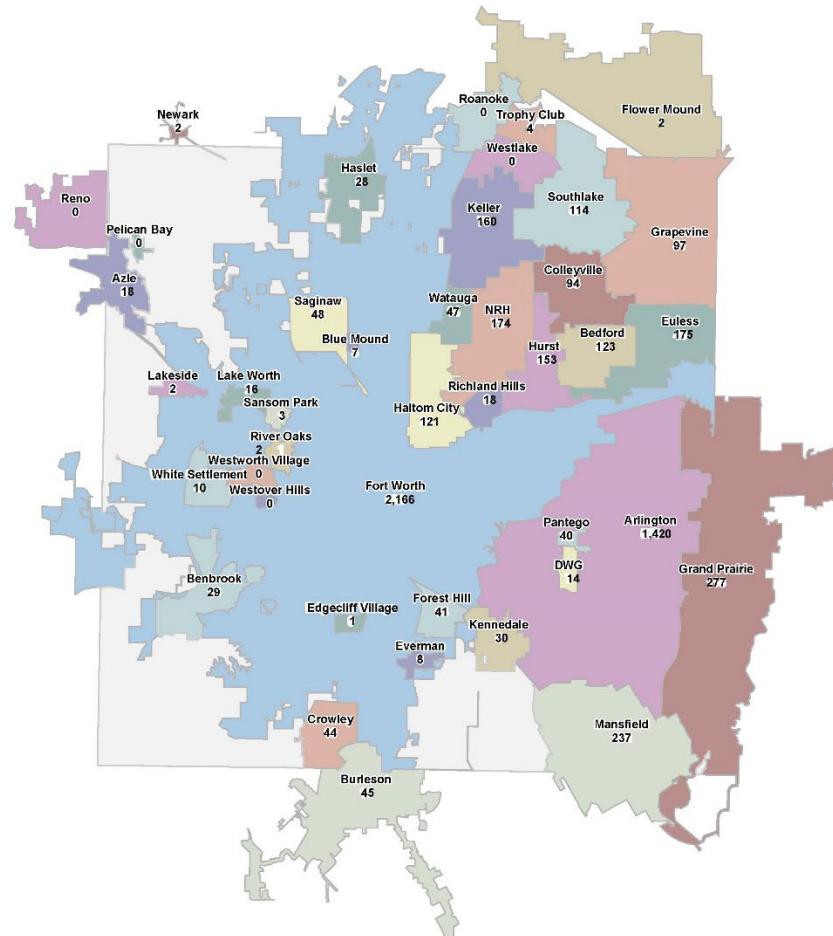 Roanoke
0
Trophy Club
4
Flower Mound
2
Newark
2
Westlake
0
Haslet
28
Reno
0
Keller
160
Southlake
114
Pelican Bay
0
Grapevine
97
Azle
18
Colleyville
94
Saginaw
48
Watauga
47
NRH
174
Euless
175
Blue Mound
7
Hurst
153
Bedford
123
Lakeside
2
Lake Worth
16
Richland Hills
18
Sansom Park
3
Haltom City
121
River Oaks
2
1
Westworth Village
0
White Settlement
10
Westover Hills
0
Fort Worth
2,166
Pantego
40
Arlington
1,420
DWG
14
Grand Prairie
277
Benbrook
29
Edgecliff Village
1
Forest Hill
41
Kennedale
30
Everman
8
Crowley
44
Mansfield
237
Burleson
45